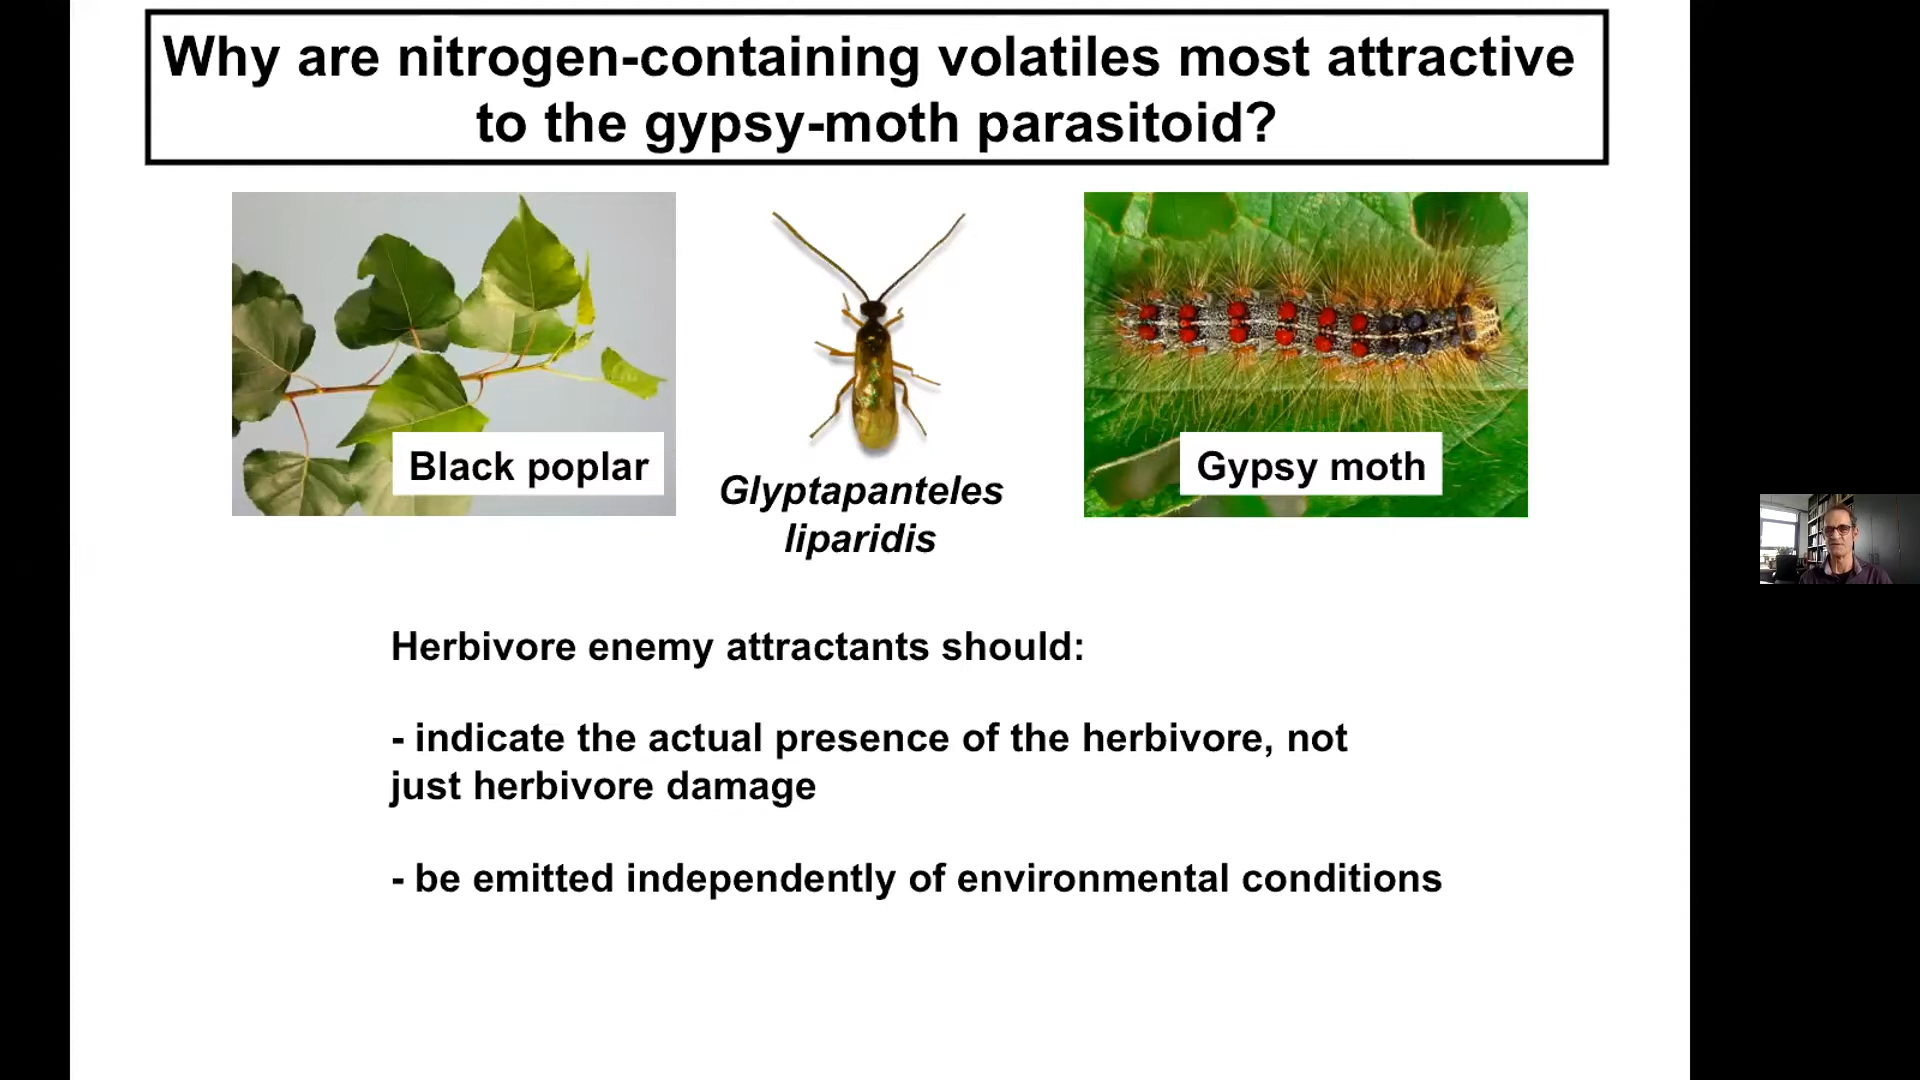 Why are nitrogen-containing volatiles most attractive
to the gypsy-moth parasitoid?
Black poplar
Glyptapanteles
liparidis
Gypsy moth
Herbivore enemy attractants should:
- indicate the actual presence of the herbivore, not
just herbivore damage
- be emitted independently of environmental conditions